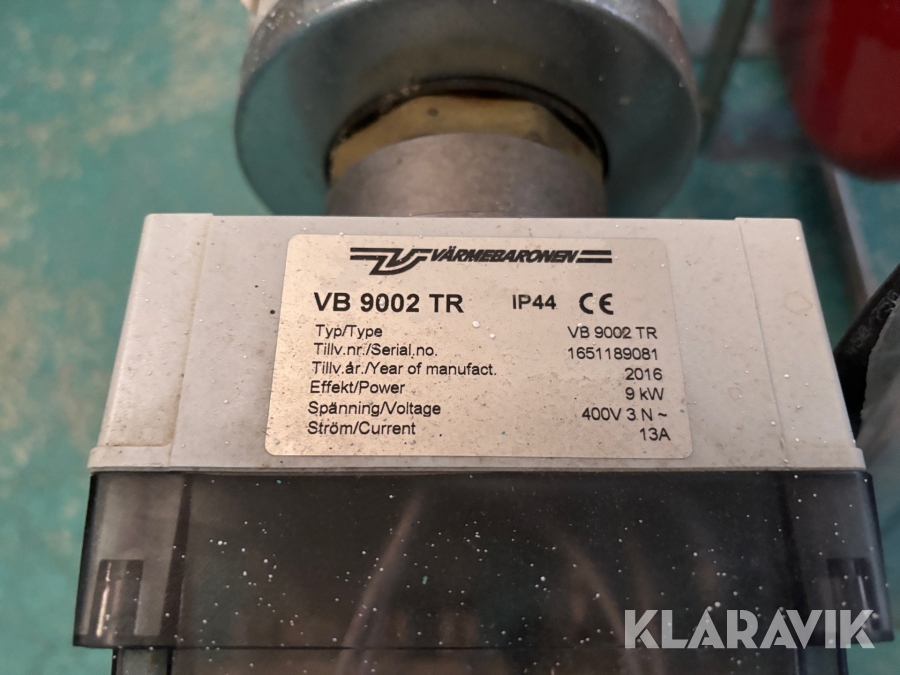 VÄRMEBARONEN
VB 9002 TR IP44 CE
Typ/Type VB 9002 TR
Tillv.nr./Serial.no. 1651189081
Tillv.år./Year of manufact. 2016
Effekt/Power 9 kW
Spänning/Voltage 400V 3 N ~
Ström/Current 13A
KLARAVIK